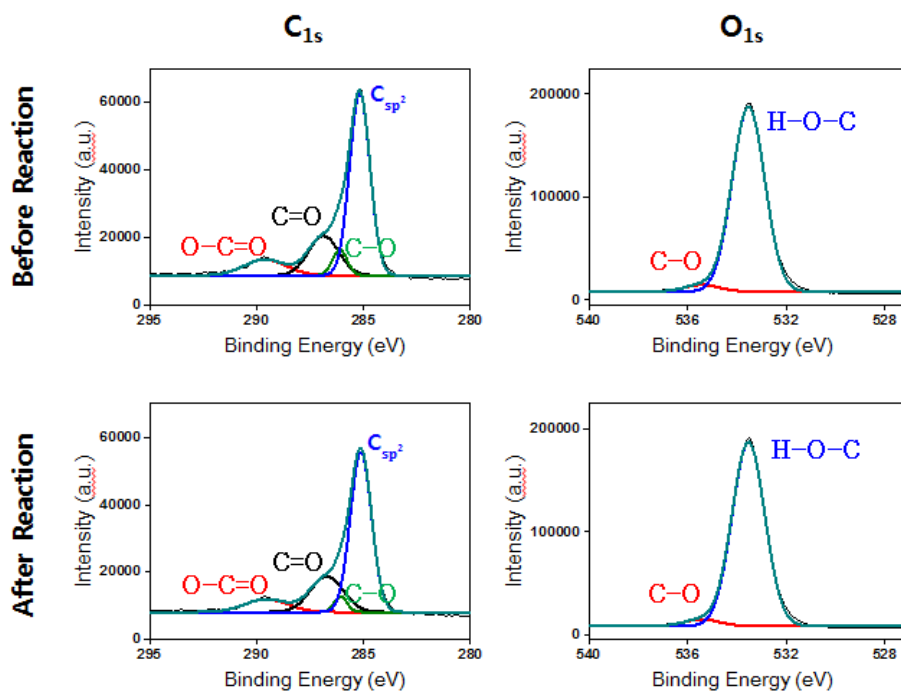 C1s
O1s
Before Reaction
Intensity (a.u.)
60000
40000
20000
0
Csp2
C=O
O-C=O
C-O
295
290
285
280
Binding Energy (eV)
Intensity (a.u.)
200000
100000
0
H-O-C
C-O
540
536
532
528
Binding Energy (eV)
After Reaction
Intensity (a.u.)
60000
40000
20000
0
Csp2
C=O
O-C=O
C-O
295
290
285
280
Binding Energy (eV)
Intensity (a.u.)
200000
100000
0
H-O-C
C-O
540
536
532
528
Binding Energy (eV)